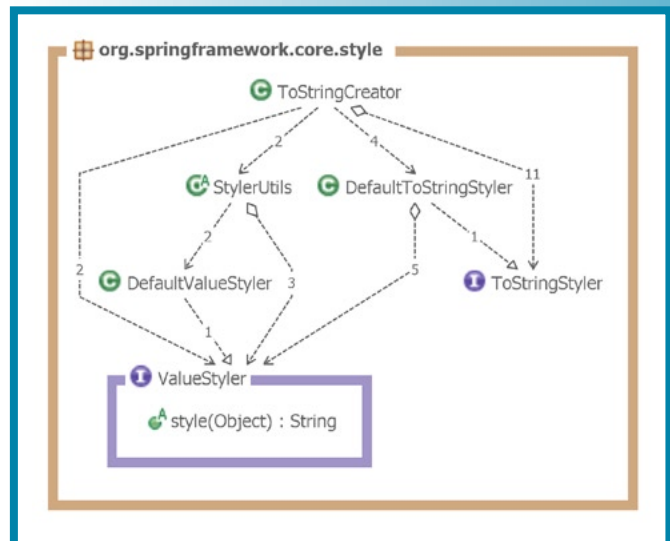 org.springframework.core.style
C ToStringCreator
2
4
11
C A StylerUtils
C DefaultToStringStyler
2
1
2
C DefaultValueStyler
3
5
I ToStringStyler
1
I ValueStyler
A style(Object) : String